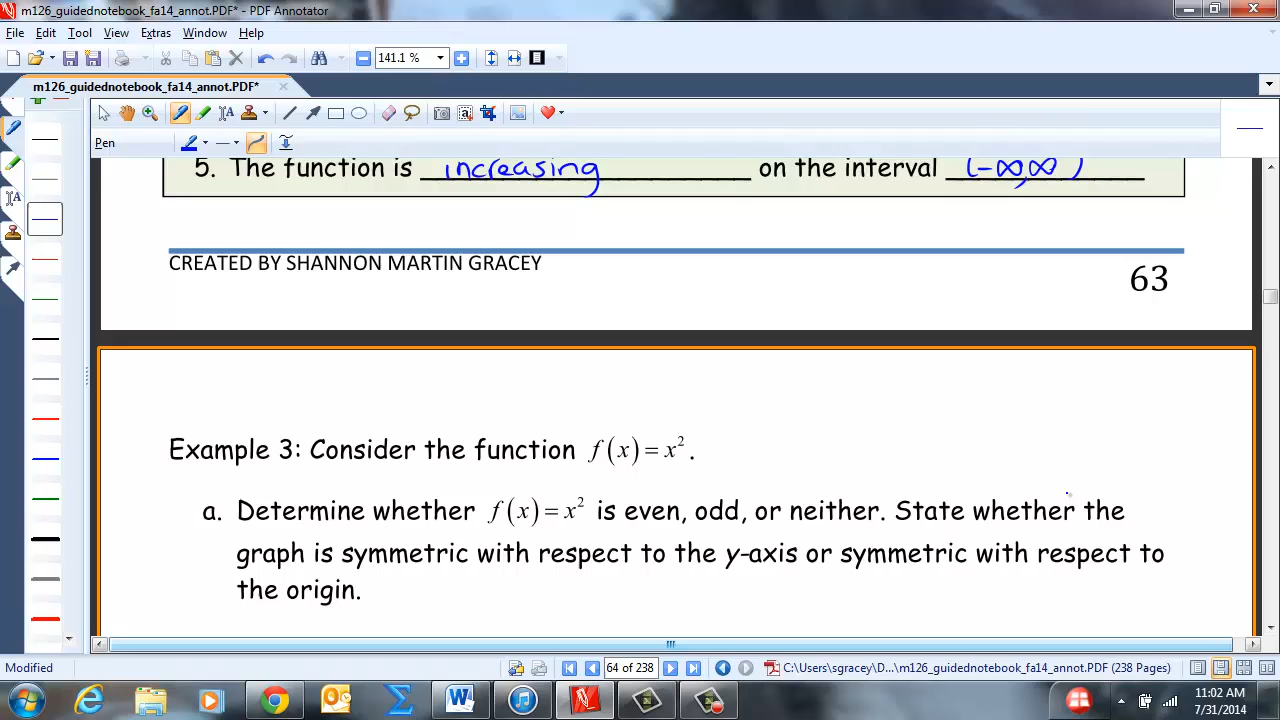 m126_guidednotebook_fa14_annot.PDF* - PDF Annotator
File Edit Tool View Extras Window Help
141.1 %
m126_guidednotebook_fa14_annot.PDF*
Pen
5. The function is increasing on the interval (-∞,∞)
CREATED BY SHANNON MARTIN GRACEY
63
Example 3: Consider the function f(x) = x².
a. Determine whether f(x) = x² is even, odd, or neither. State whether the
graph is symmetric with respect to the y-axis or symmetric with respect to
the origin.
64 of 238
C:\Users\sgracey\D...\m126_guidednotebook_fa14_annot.PDF (238 Pages)
Modified
11:02 AM
7/31/2014